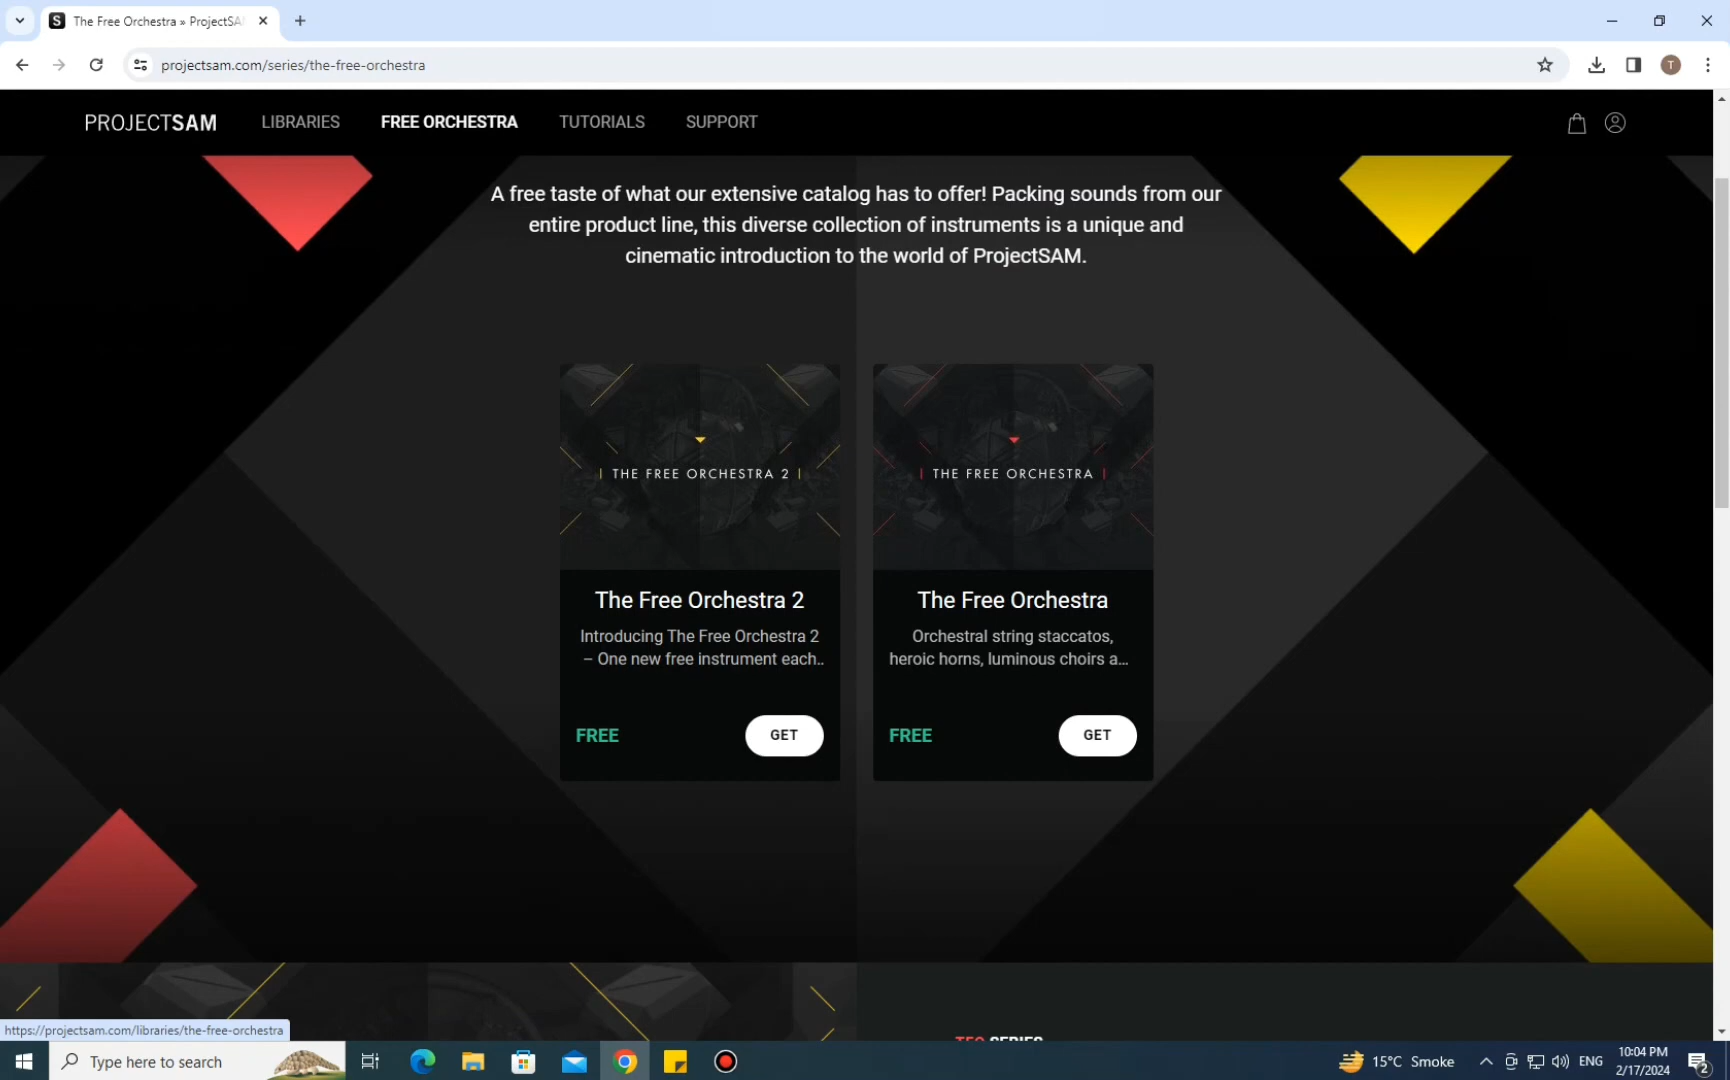 The Free Orchestra » ProjectSA
projectsam.com/series/the-free-orchestra
T
PROJECTSAM
LIBRARIES
FREE ORCHESTRA
TUTORIALS
SUPPORT
A free taste of what our extensive catalog has to offer! Packing sounds from our
entire product line, this diverse collection of instruments is a unique and
cinematic introduction to the world of ProjectSAM.
THE FREE ORCHESTRA 2
The Free Orchestra 2
Introducing The Free Orchestra 2
– One new free instrument each..
FREE
GET
THE FREE ORCHESTRA
The Free Orchestra
Orchestral string staccatos,
heroic horns, luminous choirs a...
FREE
GET
TFO SERIES
https://projectsam.com/libraries/the-free-orchestra
Type here to search
15°C Smoke
ENG
10:04 PM
2/17/2024
2